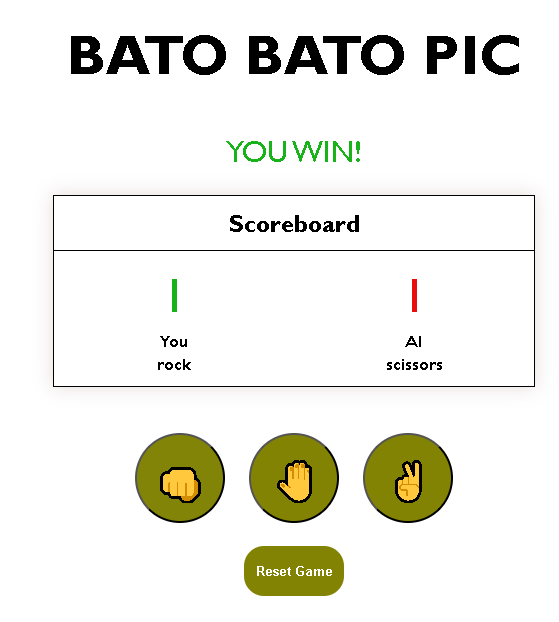 BATO BATO PIC
YOU WIN!
Scoreboard
1 1
You AI
rock scissors
Reset Game